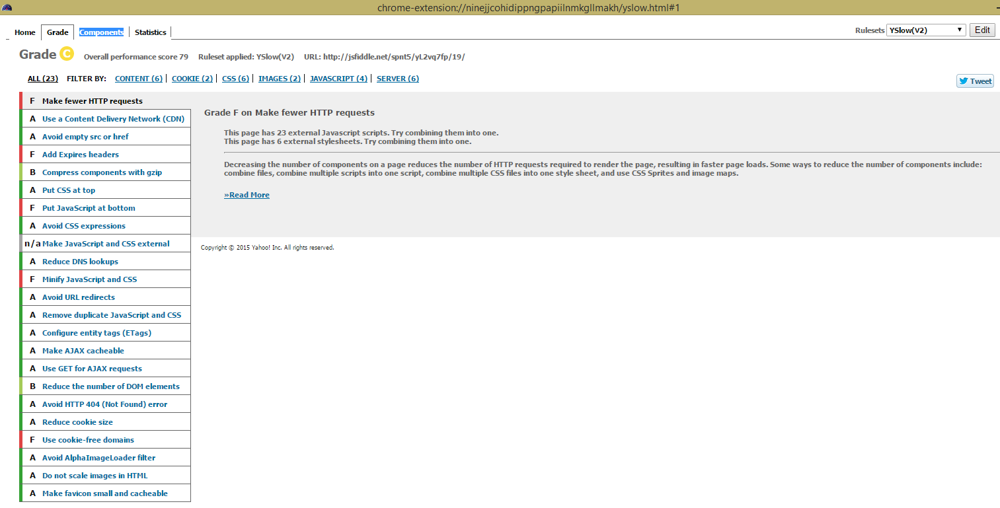 chrome-extension://ninejjcohidippngpapiilnmkgllmakh/yslow.html#1
Home Grade Components Statistics Rulesets YSlow(V2) Edit
Grade C Overall performance score 79 Ruleset applied: YSlow(V2) URL: http://jsfiddle.net/spnt5/yL2vq7fp/19/
ALL (23) FILTER BY: CONTENT (6) | COOKIE (2) | CSS (6) | IMAGES (2) | JAVASCRIPT (4) | SERVER (6)
Tweet
F Make fewer HTTP requests
A Use a Content Delivery Network (CDN)
A Avoid empty src or href
F Add Expires headers
B Compress components with gzip
A Put CSS at top
F Put JavaScript at bottom
A Avoid CSS expressions
n/a Make JavaScript and CSS external
A Reduce DNS lookups
F Minify JavaScript and CSS
A Avoid URL redirects
A Remove duplicate JavaScript and CSS
A Configure entity tags (ETags)
A Make AJAX cacheable
A Use GET for AJAX requests
B Reduce the number of DOM elements
A Avoid HTTP 404 (Not Found) error
A Reduce cookie size
F Use cookie-free domains
A Avoid AlphaImageLoader filter
A Do not scale images in HTML
A Make favicon small and cacheable
Grade F on Make fewer HTTP requests
This page has 23 external Javascript scripts. Try combining them into one.
This page has 6 external stylesheets. Try combining them into one.
Decreasing the number of components on a page reduces the number of HTTP requests required to render the page, resulting in faster page loads. Some ways to reduce the number of components include:
combine files, combine multiple scripts into one script, combine multiple CSS files into one style sheet, and use CSS Sprites and image maps.
»Read More
Copyright © 2015 Yahoo! Inc. All rights reserved.